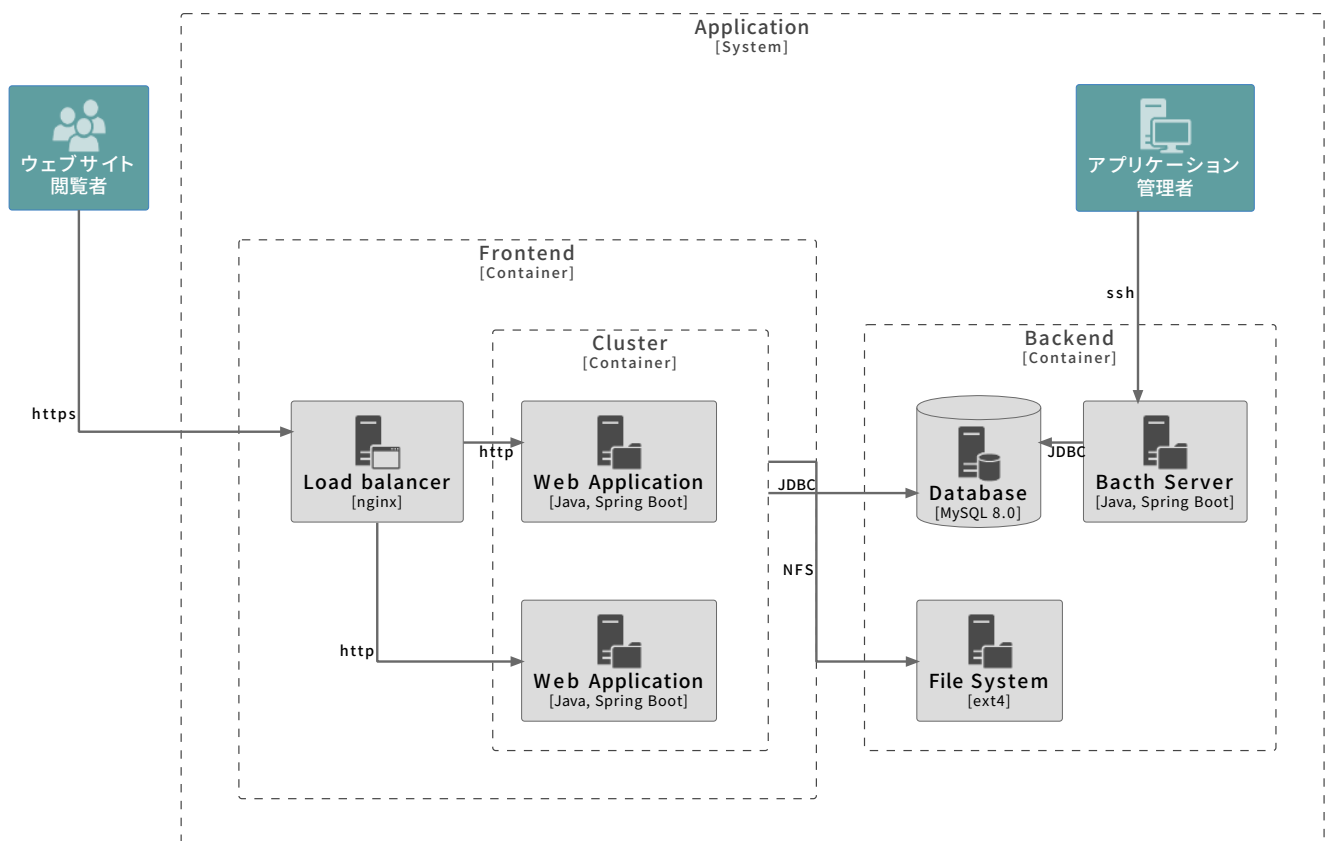 Application
[System]
ウェブサイト
閲覧者
アプリケーション
管理者
Frontend
[Container]
ssh
Cluster
[Container]
Backend
[Container]
https
Load balancer
[nginx]
http
Web Application
[Java, Spring Boot]
JDBC
Database
[MySQL 8.0]
JDBC
Bacth Server
[Java, Spring Boot]
NFS
http
Web Application
[Java, Spring Boot]
File System
[ext4]